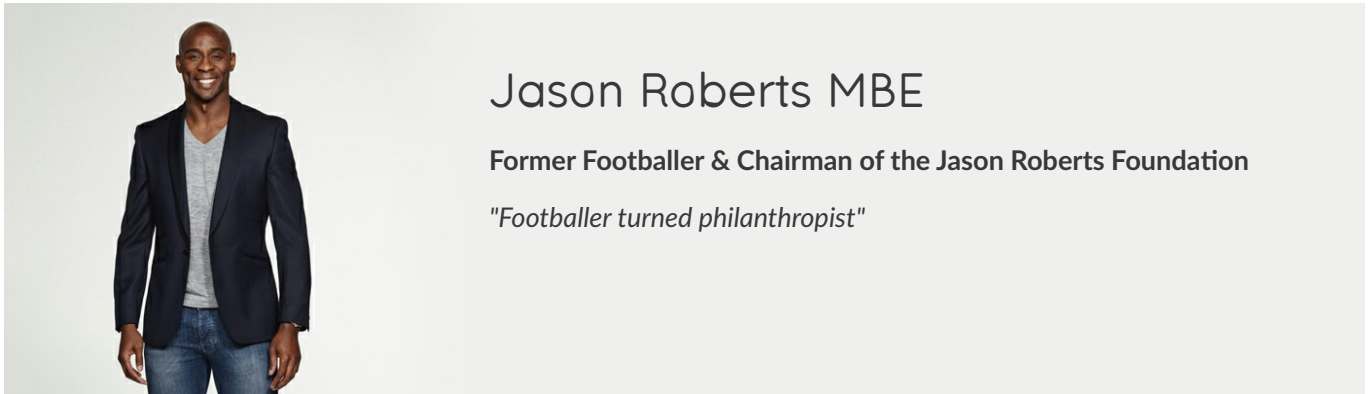 Jason Roberts MBE
Former Footballer & Chairman of the Jason Roberts Foundation
"Footballer turned philanthropist"